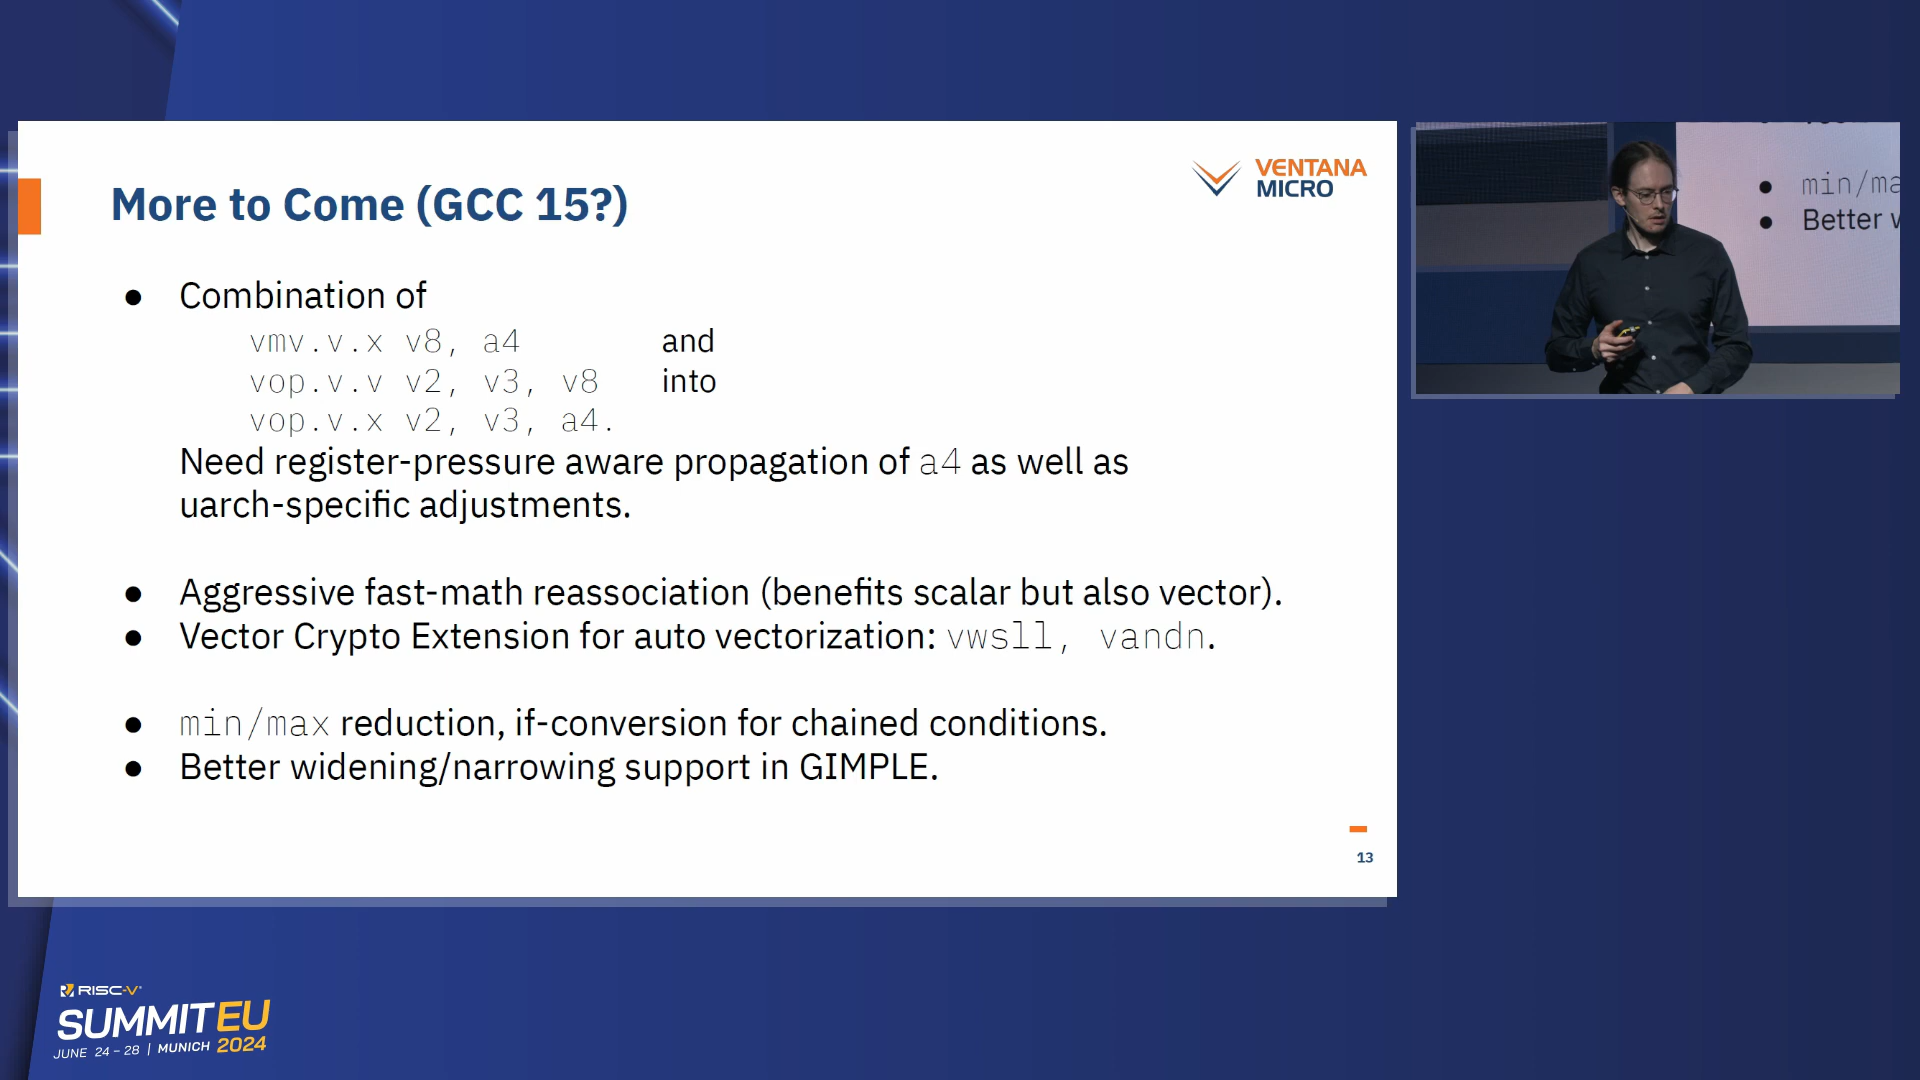 VENTANA
MICRO
More to Come (GCC 15?)
● Combination of
vmv.v.x v8, a4 and
vop.v.v v2, v3, v8 into
vop.v.x v2, v3, a4.
Need register-pressure aware propagation of a4 as well as
uarch-specific adjustments.
● Aggressive fast-math reassociation (benefits scalar but also vector).
● Vector Crypto Extension for auto vectorization: vwsll, vandn.
● min/max reduction, if-conversion for chained conditions.
● Better widening/narrowing support in GIMPLE.
13
● min/ma
● Better
RISC-V
SUMMIT EU
JUNE 24 – 28 | MUNICH 2024